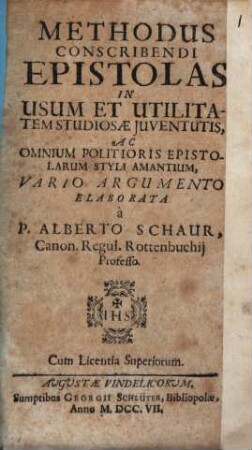 METHODUS
CONSCRIBENDI
EPISTOLAS
IN
USUM ET UTILITA-
TEM STUDIOSÆ JUVENTUTIS,
AC
OMNIUM POLITIORIS EPISTO-
LARUM STYLI AMANTIUM,
VARIO ARGUMENTO
ELABORATA
à
P. ALBERTO SCHAUR,
Canon. Regul. Rottenbuchij
Professo.
IHS
Cum Licentia Superiorum.
AUGUSTÆ VINDELICORUM,
Sumptibus GEORGII SCHLÜTER, Bibliopolæ,
Anno M. DCC. VII.